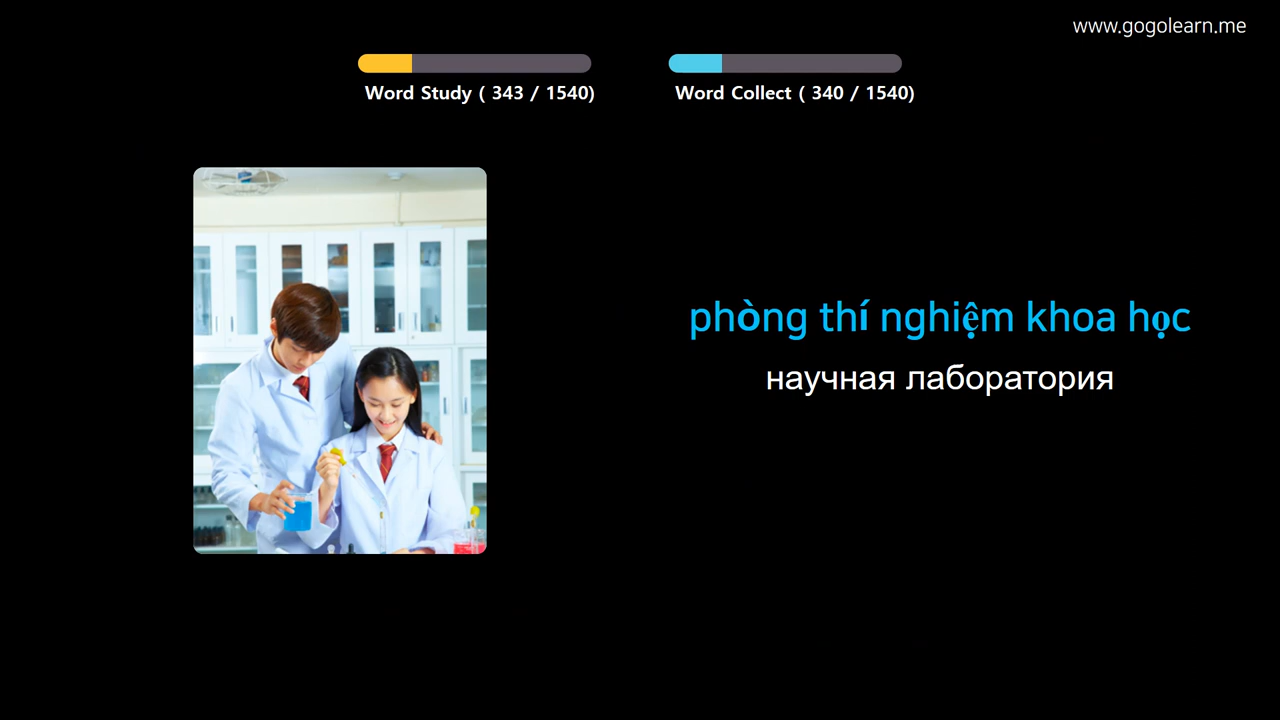 www.gogolearn.me
Word Study ( 343 / 1540)
Word Collect ( 340 / 1540)
phòng thí nghiệm khoa học
научная лаборатория